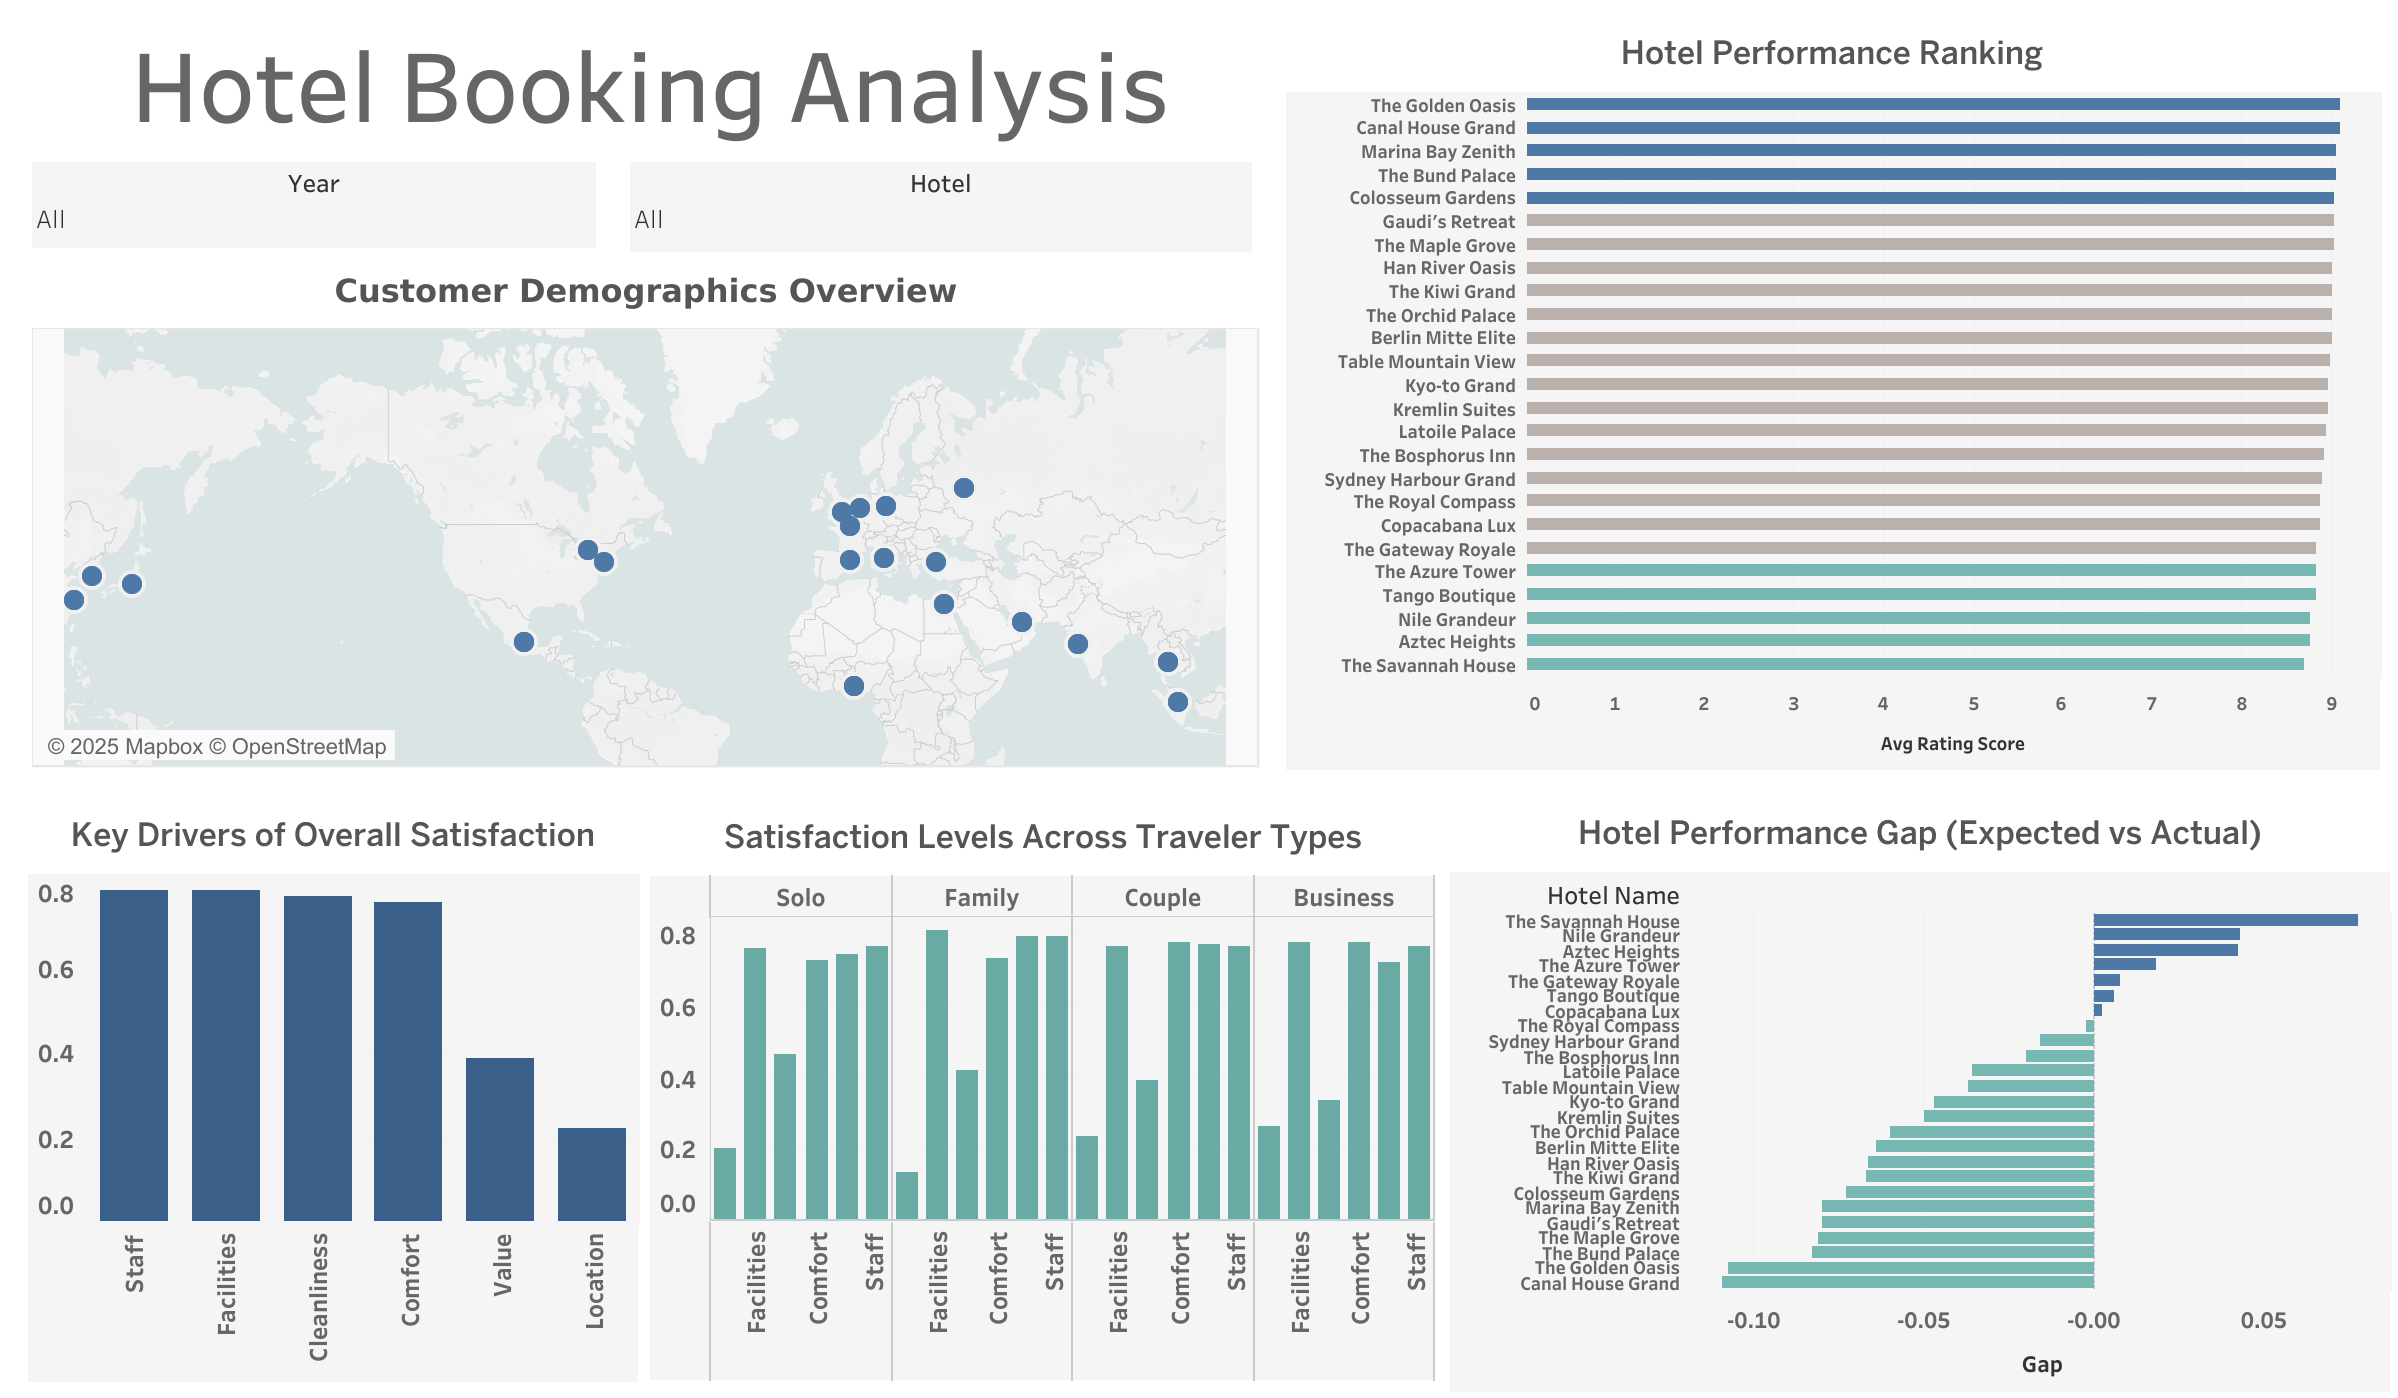 Hotel Booking Analysis
Year
All
Hotel
All
Customer Demographics Overview
© 2025 Mapbox © OpenStreetMap
Hotel Performance Ranking
The Golden Oasis
Canal House Grand
Marina Bay Zenith
The Bund Palace
Colosseum Gardens
Gaudi’s Retreat
The Maple Grove
Han River Oasis
The Kiwi Grand
The Orchid Palace
Berlin Mitte Elite
Table Mountain View
Kyo-to Grand
Kremlin Suites
Latoile Palace
The Bosphorus Inn
Sydney Harbour Grand
The Royal Compass
Copacabana Lux
The Gateway Royale
The Azure Tower
Tango Boutique
Nile Grandeur
Aztec Heights
The Savannah House
0 1 2 3 4 5 6 7 8 9
Avg Rating Score
Key Drivers of Overall Satisfaction
0.8
0.6
0.4
0.2
0.0
Staff
Facilities
Cleanliness
Comfort
Value
Location
Satisfaction Levels Across Traveler Types
Solo Family Couple Business
0.8
0.6
0.4
0.2
0.0
Facilities
Comfort
Staff
Facilities
Comfort
Staff
Facilities
Comfort
Staff
Facilities
Comfort
Staff
Hotel Performance Gap (Expected vs Actual)
Hotel Name
The Savannah House
Nile Grandeur
Aztec Heights
The Azure Tower
The Gateway Royale
Tango Boutique
Copacabana Lux
The Royal Compass
Sydney Harbour Grand
The Bosphorus Inn
Latoile Palace
Table Mountain View
Kyo-to Grand
Kremlin Suites
The Orchid Palace
Berlin Mitte Elite
Han River Oasis
The Kiwi Grand
Colosseum Gardens
Marina Bay Zenith
Gaudi’s Retreat
The Maple Grove
The Bund Palace
The Golden Oasis
Canal House Grand
-0.10 -0.05 -0.00 0.05
Gap